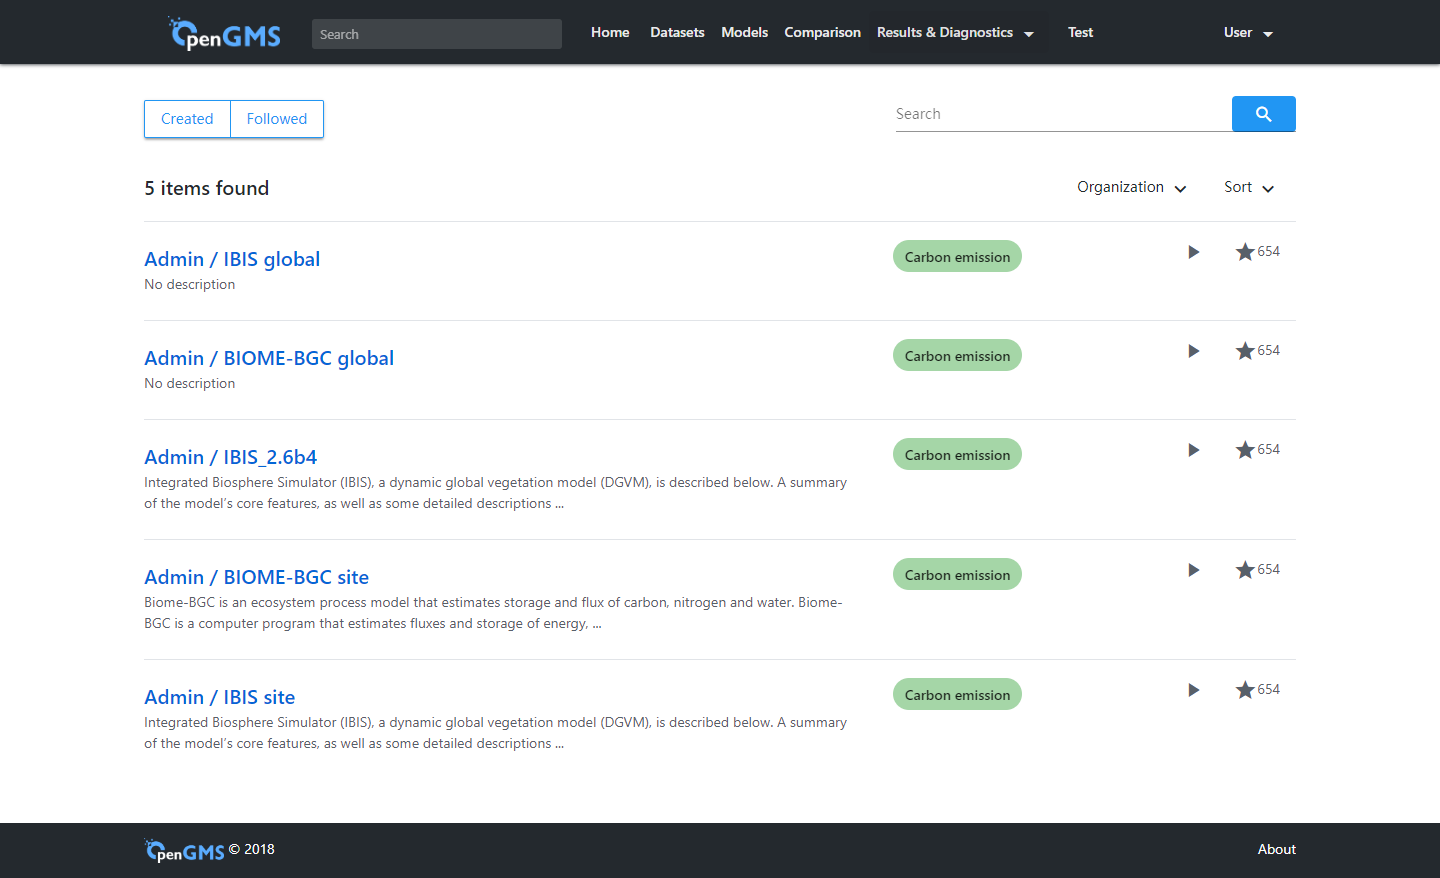 OpenGMS
Search
Home Datasets Models Comparison Results & Diagnostics Test User
Created Followed
Search
5 items found
Organization Sort
Admin / IBIS global
No description
Carbon emission
654
Admin / BIOME-BGC global
No description
Carbon emission
654
Admin / IBIS_2.6b4
Integrated Biosphere Simulator (IBIS), a dynamic global vegetation model (DGVM), is described below. A summary
of the model’s core features, as well as some detailed descriptions ...
Carbon emission
654
Admin / BIOME-BGC site
Biome-BGC is an ecosystem process model that estimates storage and flux of carbon, nitrogen and water. Biome-
BGC is a computer program that estimates fluxes and storage of energy, ...
Carbon emission
654
Admin / IBIS site
Integrated Biosphere Simulator (IBIS), a dynamic global vegetation model (DGVM), is described below. A summary
of the model’s core features, as well as some detailed descriptions ...
Carbon emission
654
OpenGMS © 2018
About